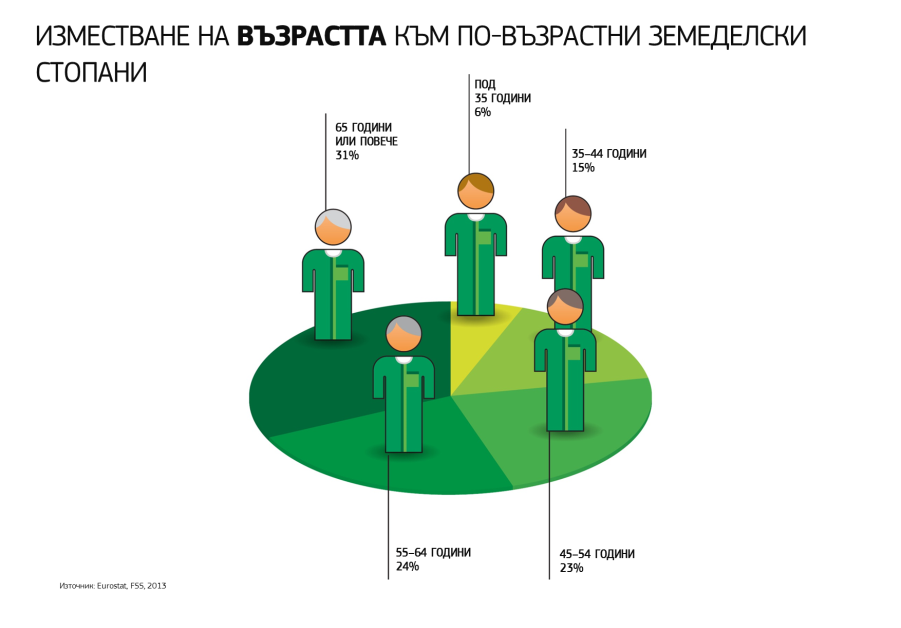 ИЗМЕСТВАНЕ НА ВЪЗРАСТТА КЪМ ПО-ВЪЗРАСТНИ ЗЕМЕДЕЛСКИ
СТОПАНИ
ПОД
35 ГОДИНИ
6%
65 ГОДИНИ
ИЛИ ПОВЕЧЕ
31%
35–44 ГОДИНИ
15%
55–64 ГОДИНИ
24%
45–54 ГОДИНИ
23%
Източник: Eurostat, FSS, 2013